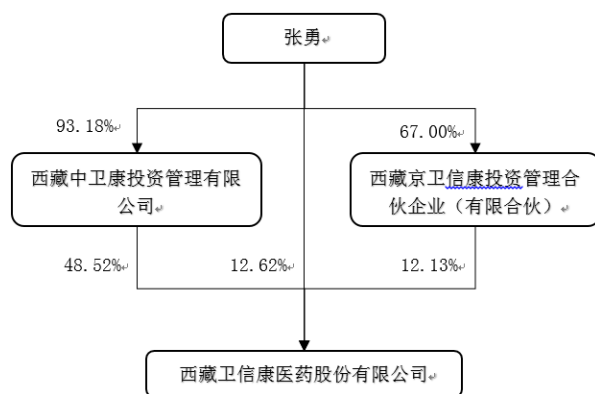 张勇
93.18%
67.00%
西藏中卫康投资管理有限
公司
西藏京卫信康投资管理合
伙企业（有限合伙）
48.52%
12.62%
12.13%
西藏卫信康医药股份有限公司